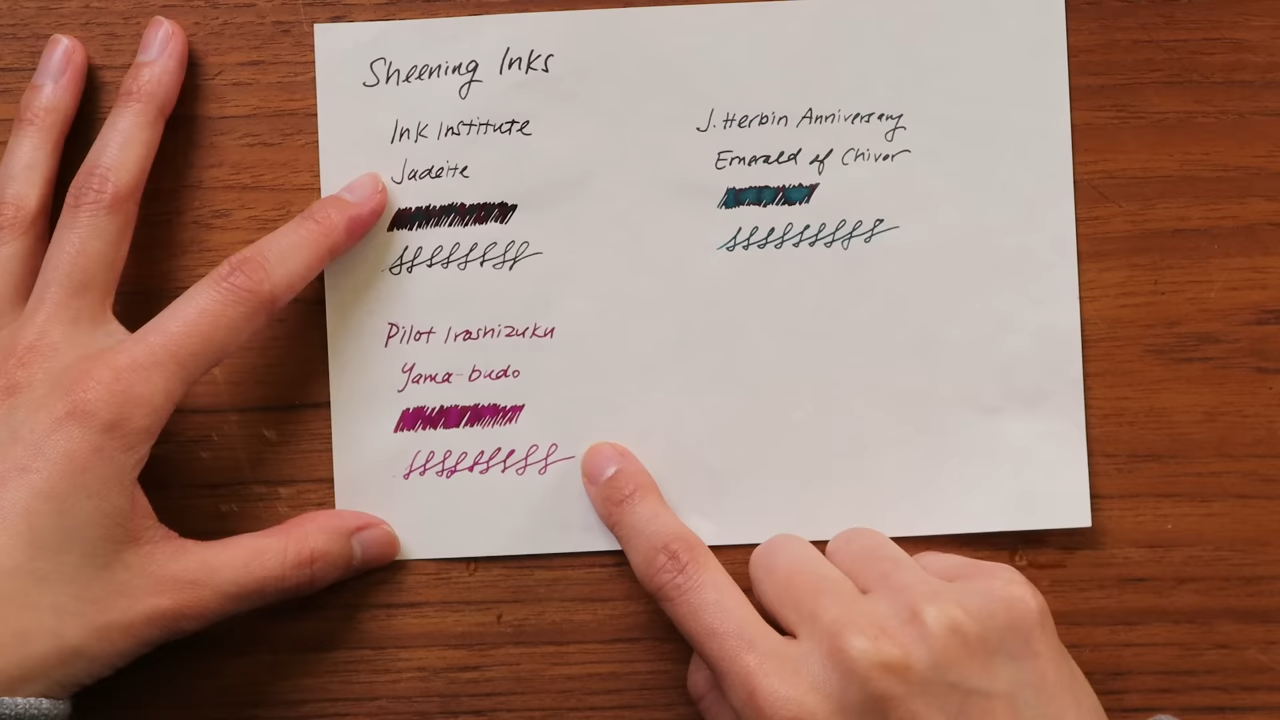 Sheening Inks
Ink Institute
Jadeite
Pilot Iroshizuku
Yama-budo
J. Herbin Anniversary
Emerald of Chivor